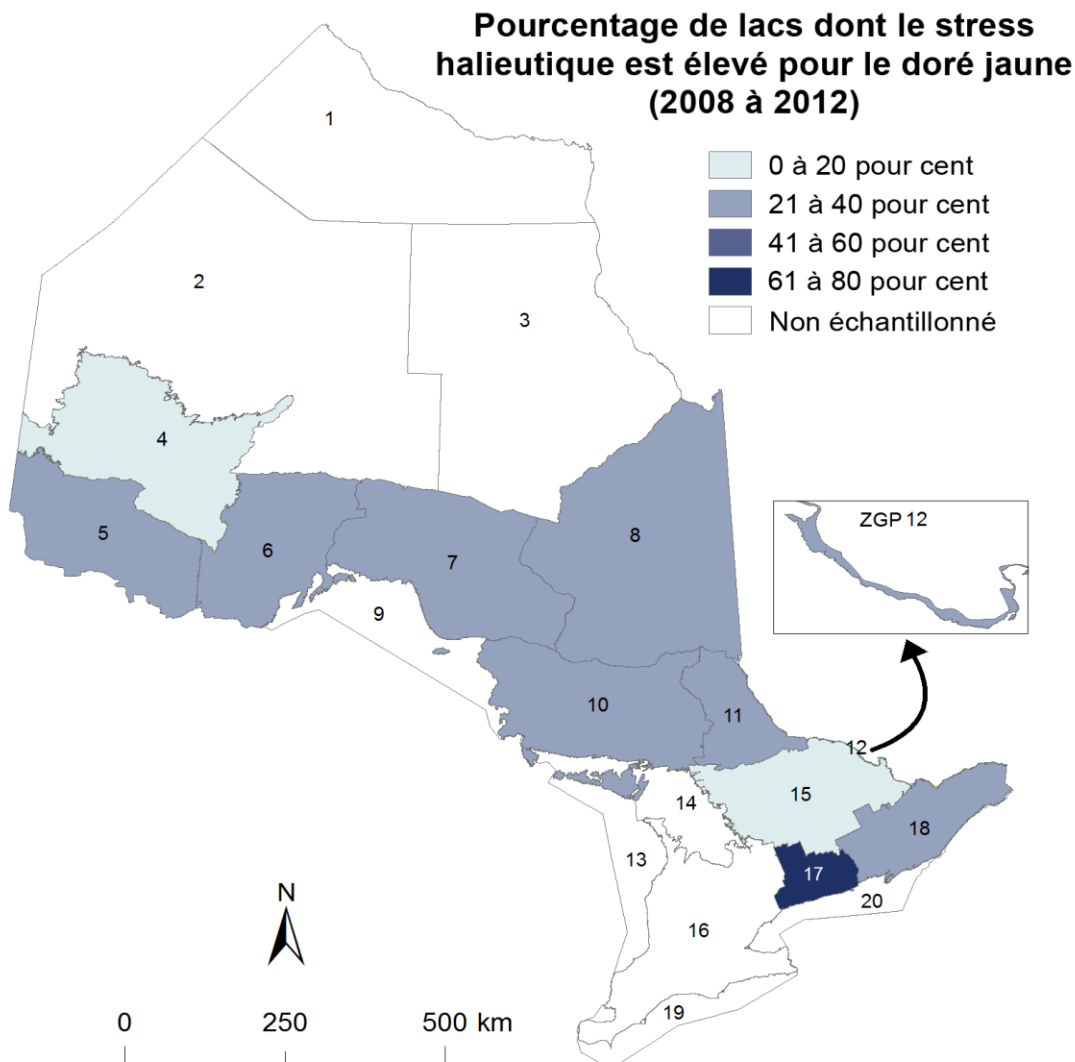 Pourcentage de lacs dont le stress
halieutique est élevé pour le doré jaune
(2008 à 2012)
0 à 20 pour cent
21 à 40 pour cent
41 à 60 pour cent
61 à 80 pour cent
Non échantillonné
1
2
3
4
5
6
7
8
9
10
11
12
ZGP 12
13
14
15
16
17
18
19
20
N
0 250 500 km